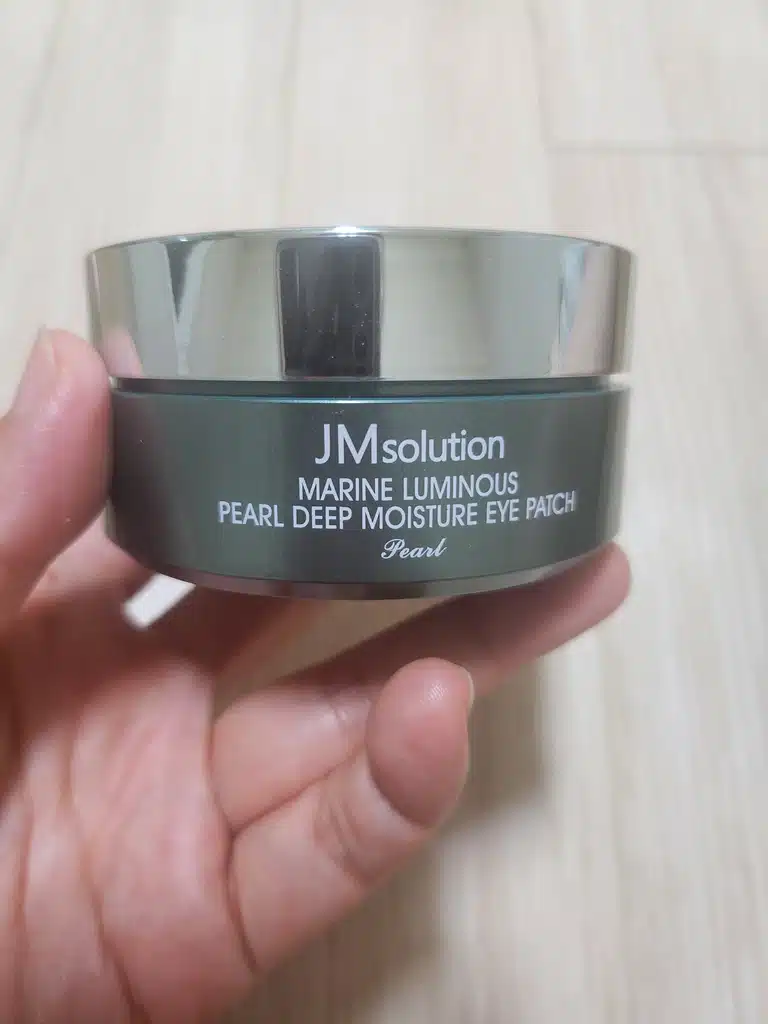 JMsolution
MARINE LUMINOUS
PEARL DEEP MOISTURE EYE PATCH
Pearl